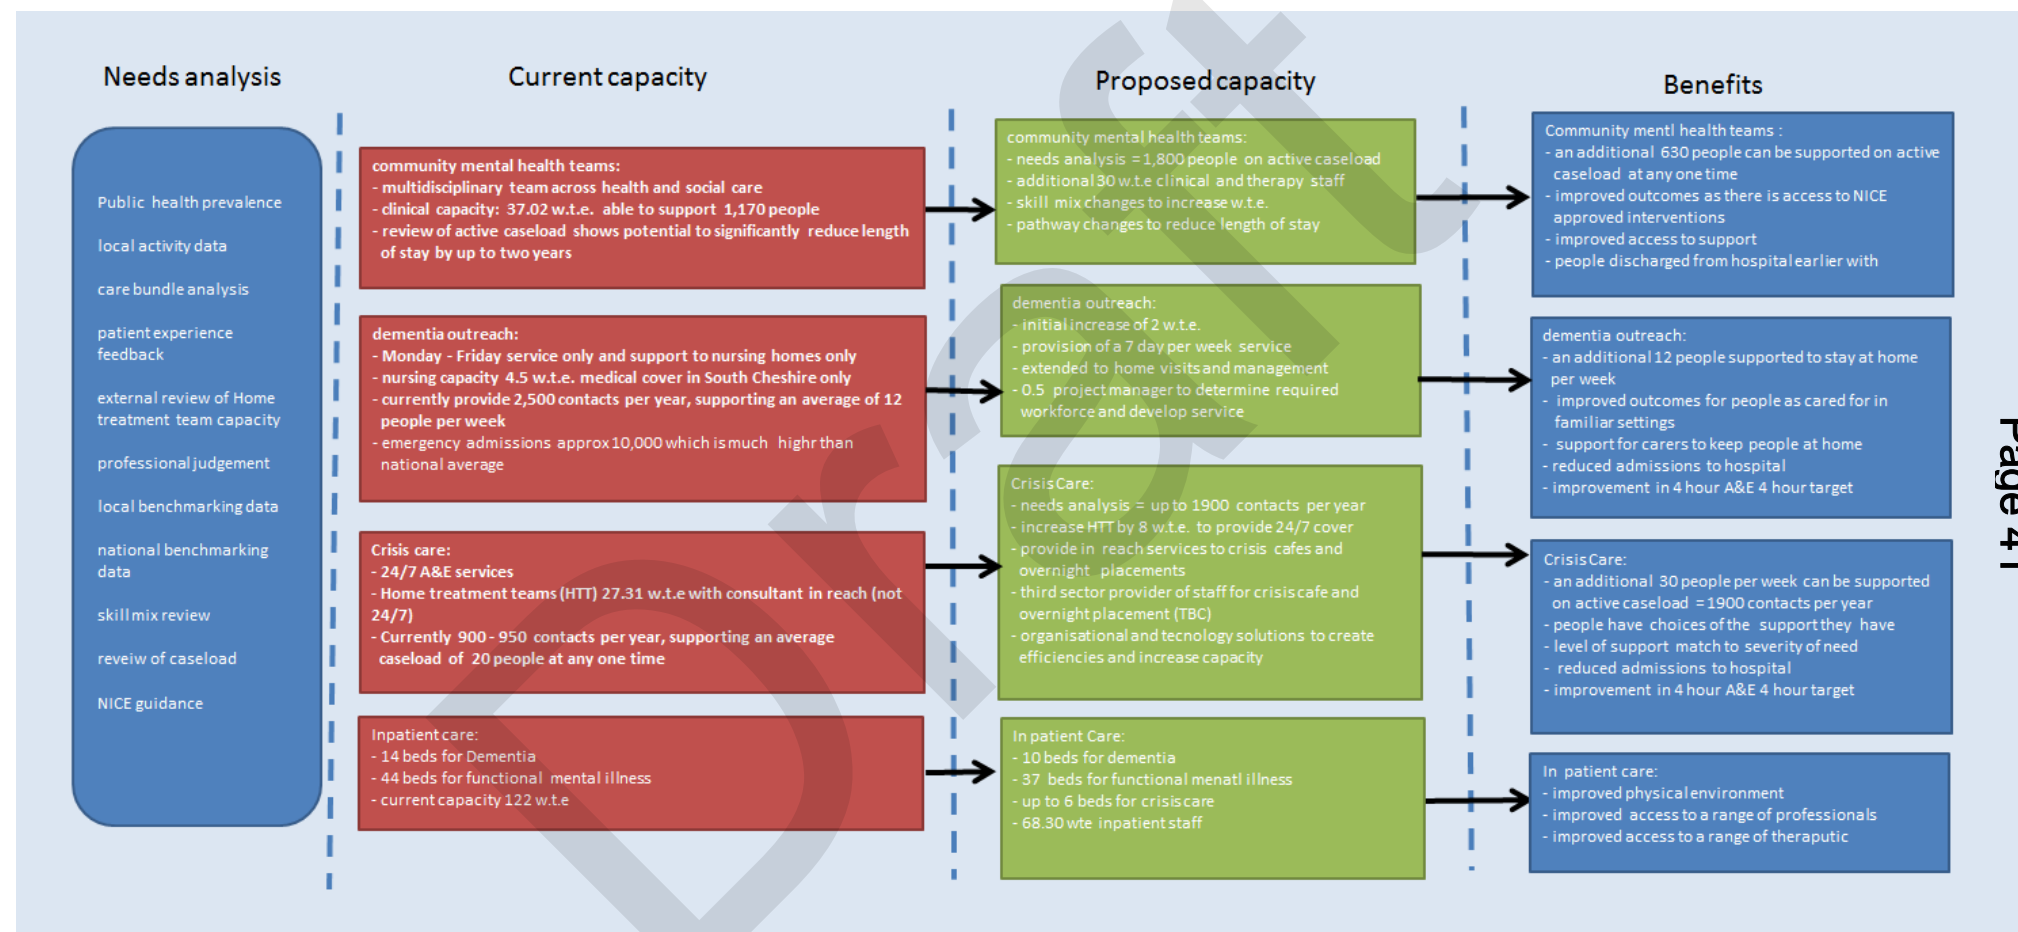 Needs analysis
Public health prevalence
local activity data
care bundle analysis
patient experience
feedback
external review of Home
treatment team capacity
professional judgement
local benchmarking data
national benchmarking
data
skill mix review
reveiw of caseload
NICE guidance
Current capacity
community mental health teams:
- multidisciplinary team across health and social care
- clinical capacity: 37.02 w.t.e. able to support 1,170 people
- review of active caseload shows potential to significantly reduce length
of stay by up to two years
dementia outreach:
- Monday - Friday service only and support to nursing homes only
- nursing capacity 4.5 w.t.e. medical cover in South Cheshire only
- currently provide 2,500 contacts per year, supporting an average of 12
people per week
- emergency admissions approx 10,000 which is much highr than
national average
Crisis care:
- 24/7 A&E services
- Home treatment teams (HTT) 27.31 w.t.e with consultant in reach (not
24/7)
- Currently 900 - 950 contacts per year, supporting an average
caseload of 20 people at any one time
Inpatient care:
- 14 beds for Dementia
- 44 beds for functional mental illness
- current capacity 122 w.t.e
Proposed capacity
community mental health teams:
- needs analysis = 1,800 people on active caseload
- additional 30 w.t.e clinical and therapy staff
- skill mix changes to increase w.t.e.
- pathway changes to reduce length of stay
dementia outreach:
- initial increase of 2 w.t.e.
- provision of a 7 day per week service
- extended to home visits and management
- 0.5 project manager to determine required
workforce and develop service
Crisis Care:
- needs analysis = up to 1900 contacts per year
- increase HTT by 8 w.t.e. to provide 24/7 cover
- provide in reach services to crisis cafes and
overnight placements
- third sector provider of staff for crisis cafe and
overnight placement (TBC)
- organisational and tecnology solutions to create
efficiencies and increase capacity
In patient Care:
- 10 beds for dementia
- 37 beds for functional menatl illness
- up to 6 beds for crisis care
- 68.30 wte inpatient staff
Benefits
Community mentl health teams :
- an additional 630 people can be supported on active
caseload at any one time
- improved outcomes as there is access to NICE
approved interventions
- improved access to support
- people discharged from hospital earlier with
dementia outreach:
- an additional 12 people supported to stay at home
per week
- improved outcomes for people as cared for in
familiar settings
- support for carers to keep people at home
- reduced admissions to hospital
- improvement in 4 hour A&E 4 hour target
Crisis Care:
- an additional 30 people per week can be supported
on active caseload = 1900 contacts per year
- people have choices of the support they have
- level of support match to severity of need
- reduced admissions to hospital
- improvement in 4 hour A&E 4 hour target
In patient care:
- improved physical environment
- improved access to a range of professionals
- improved access to a range of theraputic
Draft
Page 41